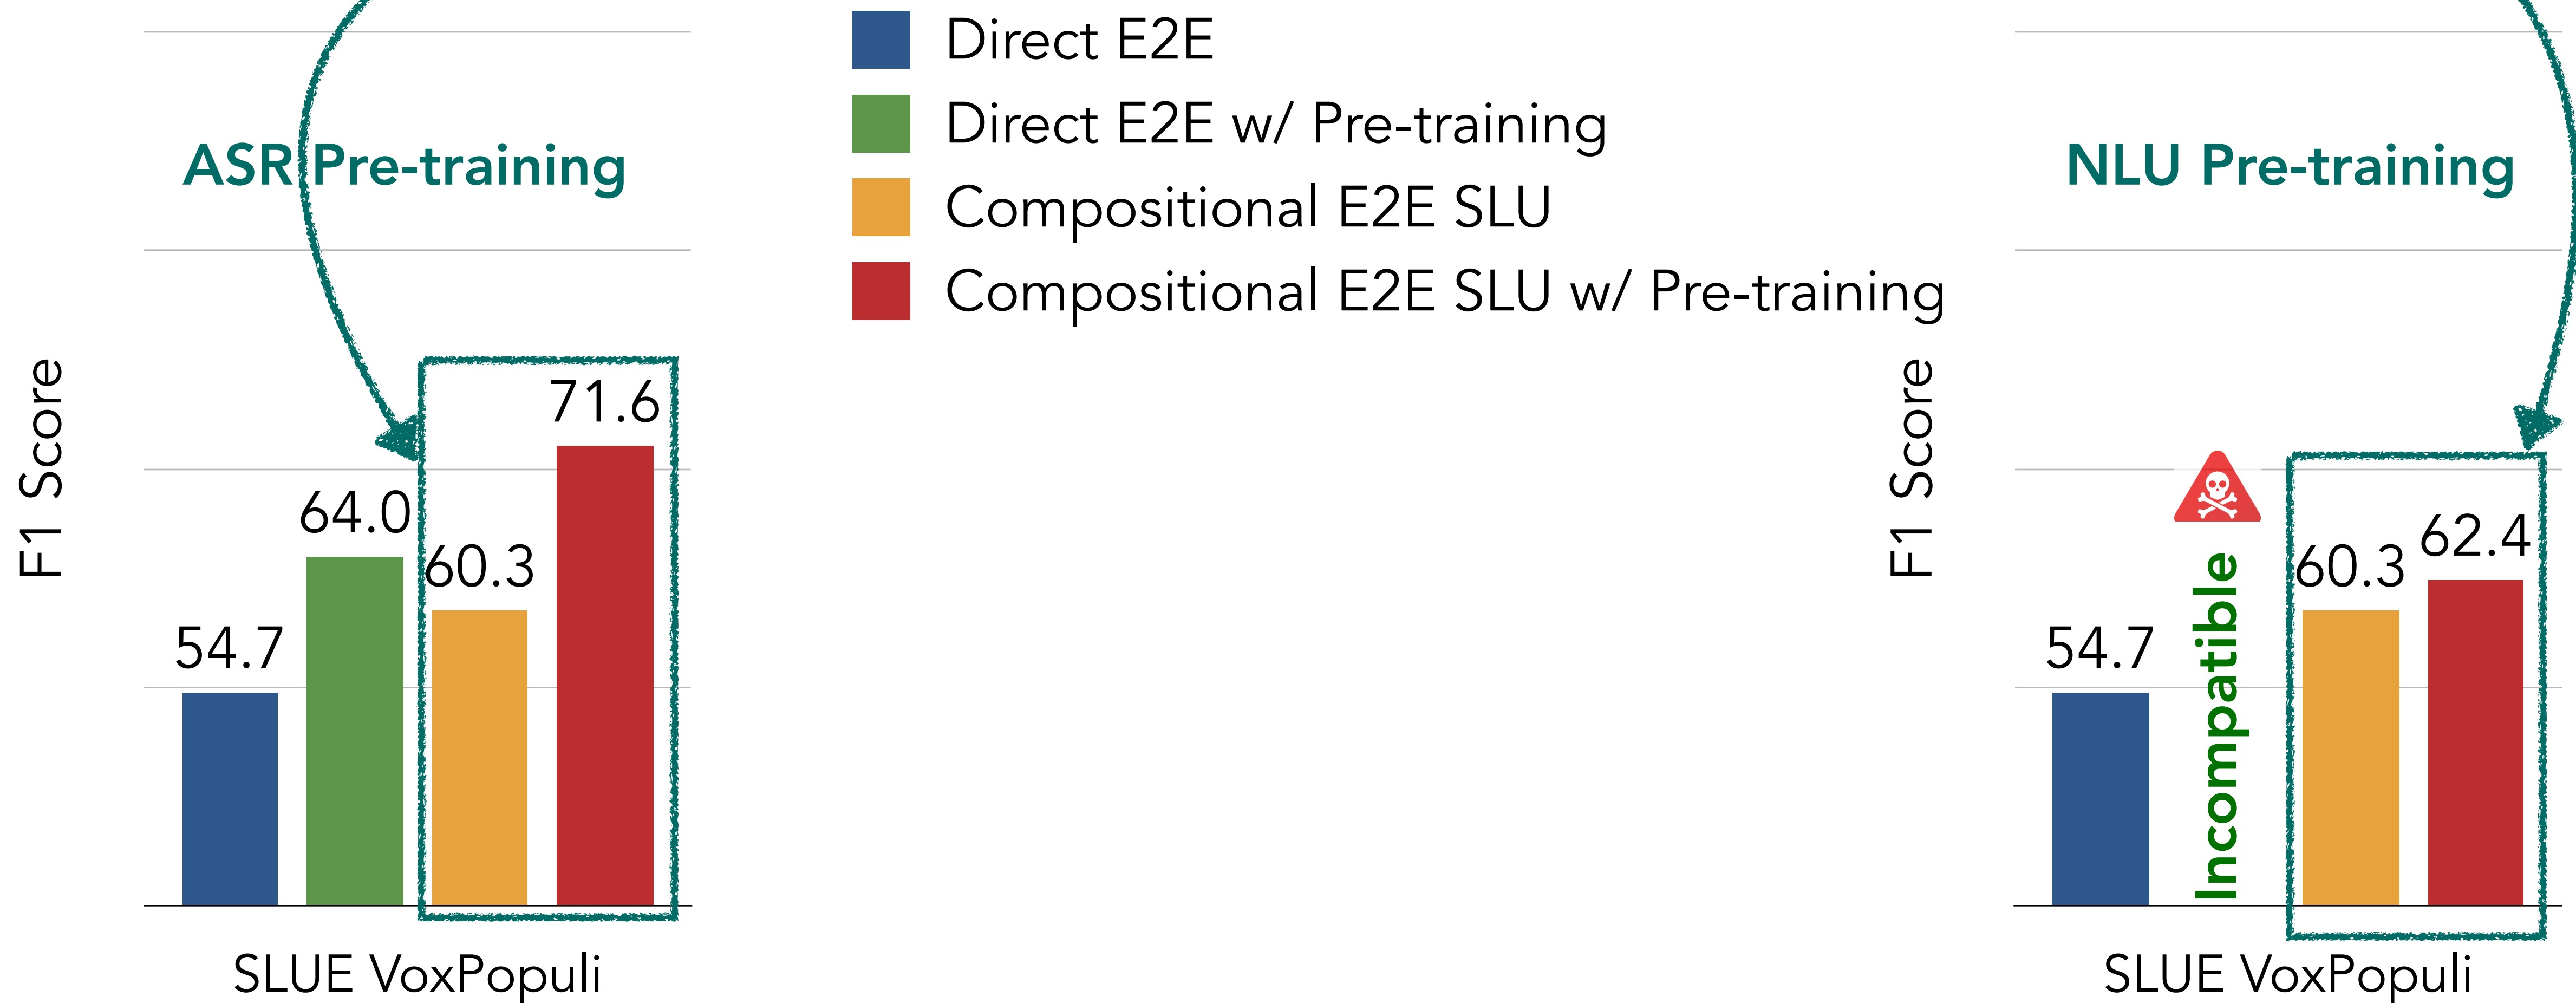 Direct E2E
Direct E2E w/ Pre-training
Compositional E2E SLU
Compositional E2E SLU w/ Pre-training
ASR Pre-training
F1 Score
54.7
64.0
60.3
71.6
SLUE VoxPopuli
NLU Pre-training
F1 Score
54.7
Incompatible
60.3
62.4
SLUE VoxPopuli